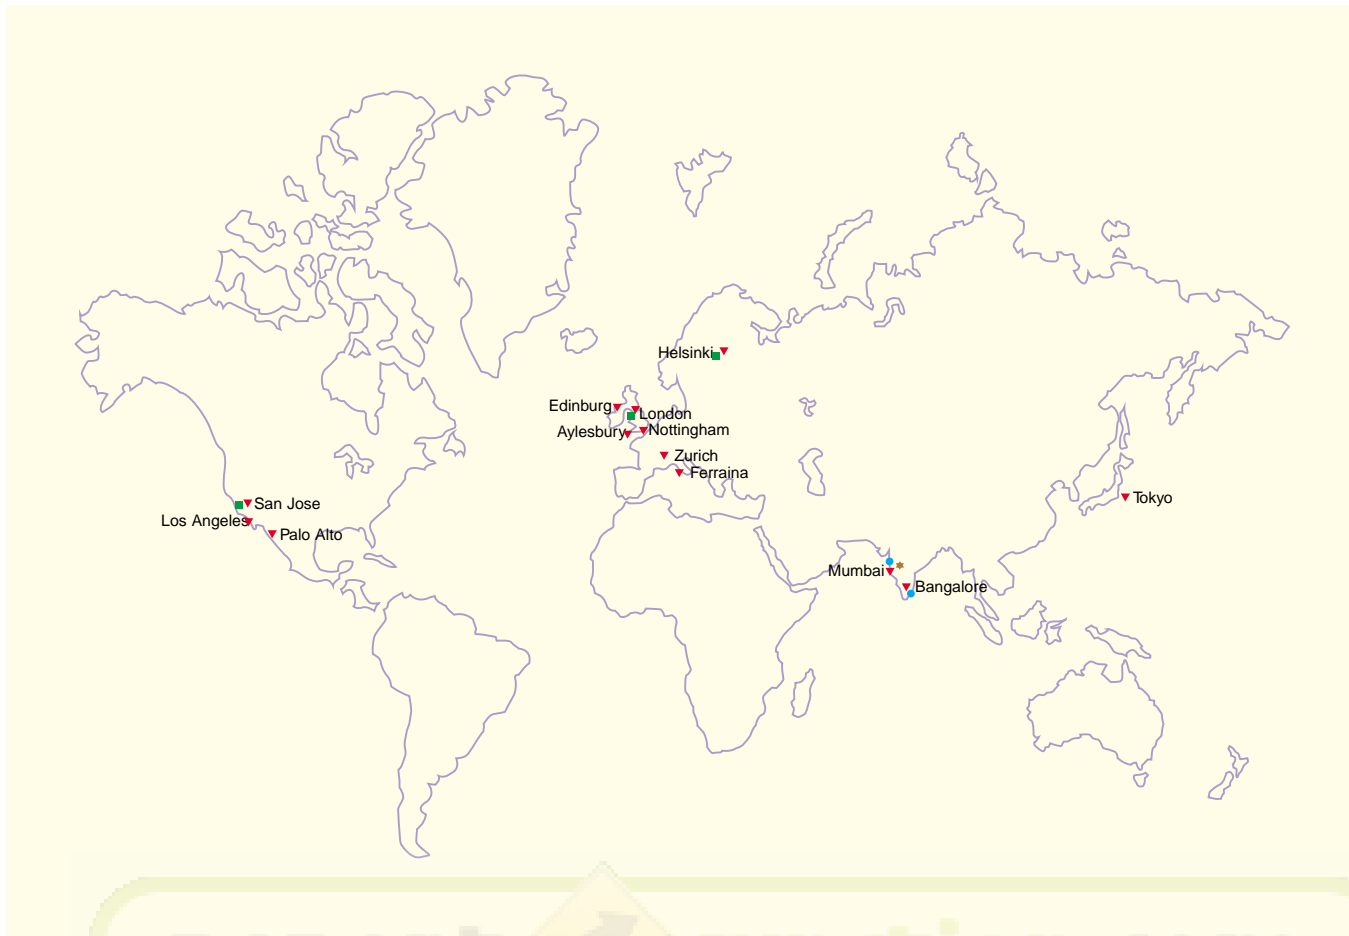 Helsinki
Edinburg
London
Aylesbury
Nottingham
Zurich
Ferraina
San Jose
Los Angeles
Palo Alto
Tokyo
Mumbai
Bangalore